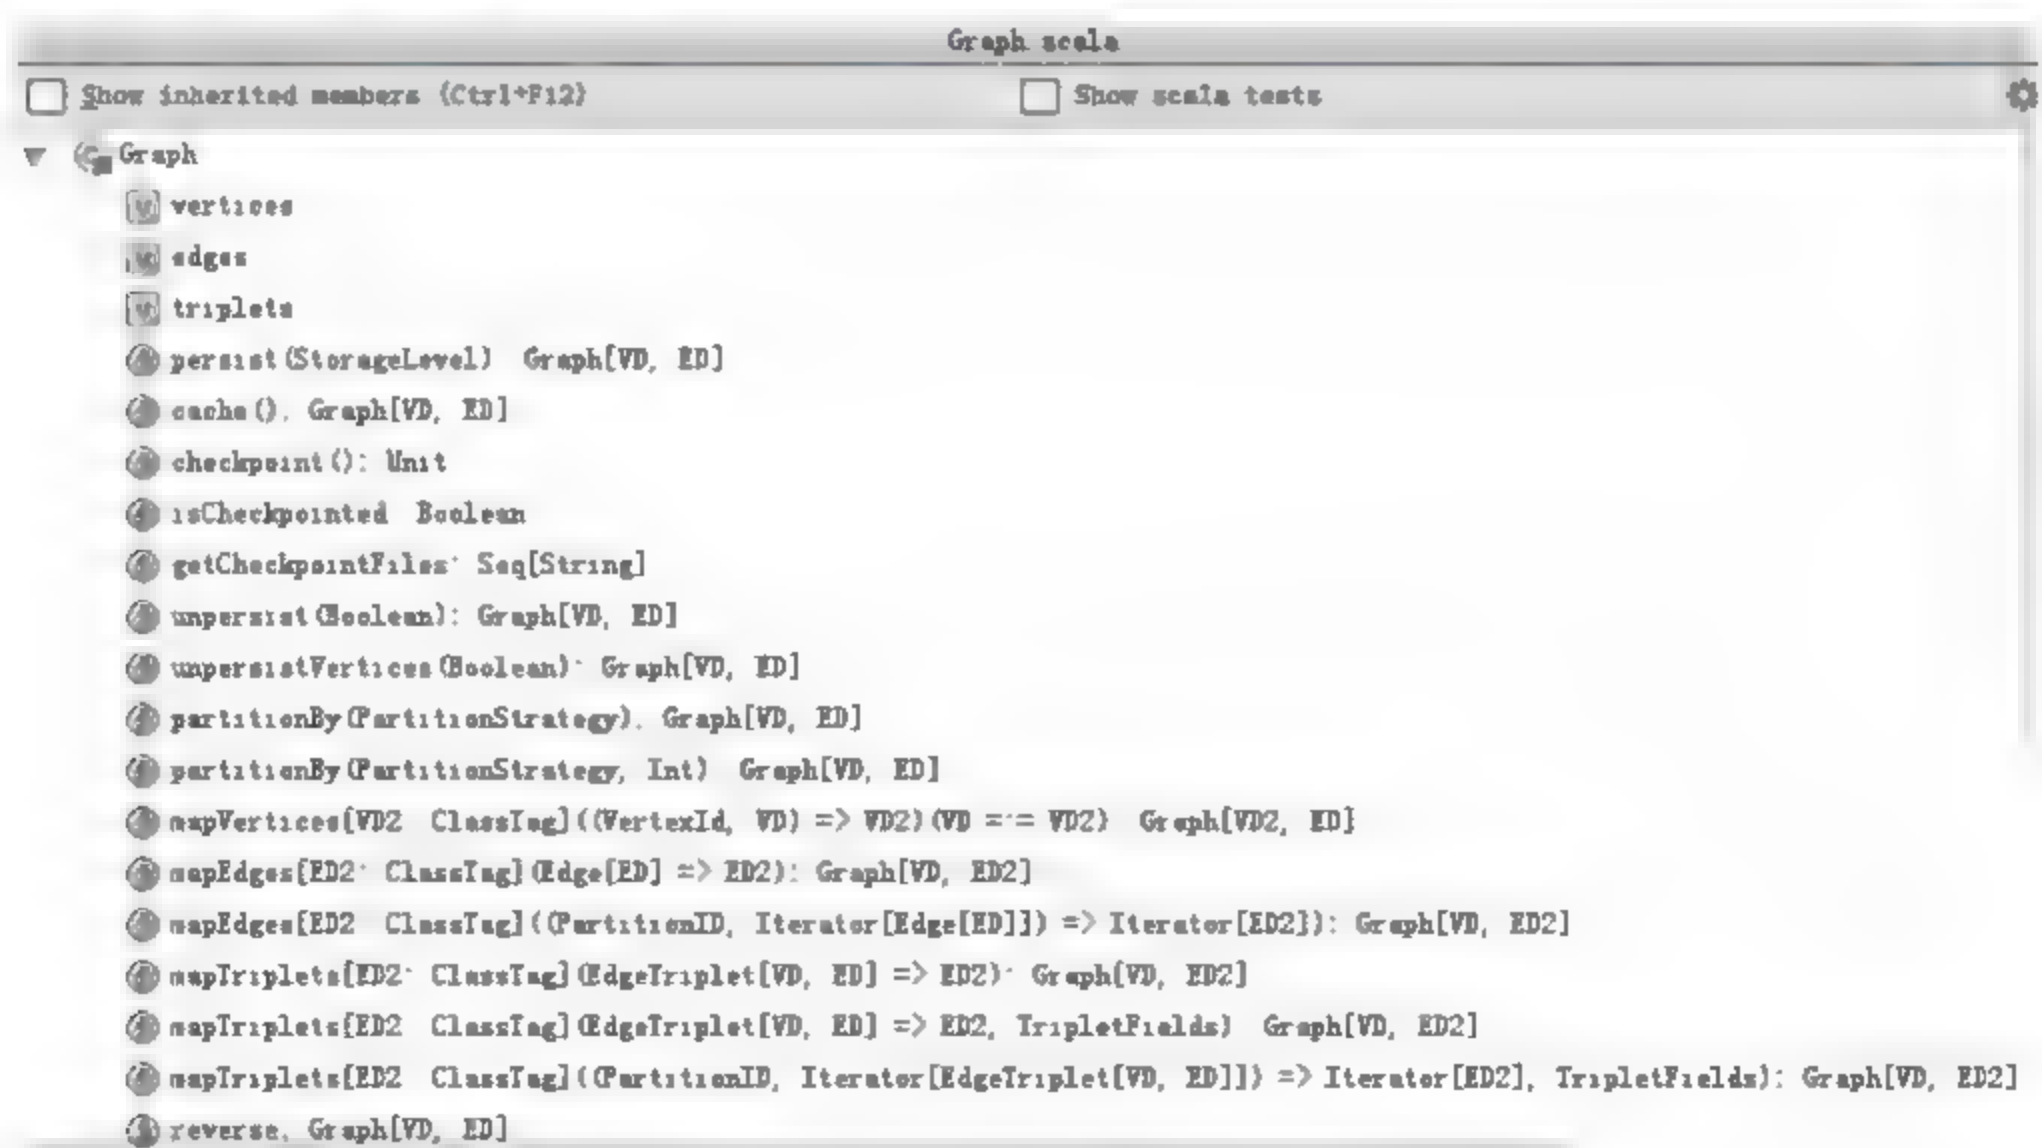 Graph.scala
Show inherited members (Ctrl+F12)
Show scala tests
Graph
vertices
edges
triplets
persist(StorageLevel) Graph[VD, ED]
cache(). Graph[VD, ED]
checkpoint(): Unit
isCheckpointed Boolean
getCheckpointFiles: Seq[String]
unpersist(Boolean): Graph[VD, ED]
unpersistVertices(Boolean): Graph[VD, ED]
partitionBy(PartitionStrategy). Graph[VD, ED]
partitionBy(PartitionStrategy, Int) Graph[VD, ED]
mapVertices[VD2 ClassTag]((VertexId, VD) => VD2)(VD =:= VD2) Graph[VD2, ED]
mapEdges[ED2: ClassTag](Edge[ED] => ED2): Graph[VD, ED2]
mapEdges[ED2 ClassTag]((PartitionID, Iterator[Edge[ED]]) => Iterator[ED2]): Graph[VD, ED2]
mapTriplets[ED2: ClassTag](EdgeTriplet[VD, ED] => ED2): Graph[VD, ED2]
mapTriplets[ED2 ClassTag](EdgeTriplet[VD, ED] => ED2, TripletFields) Graph[VD, ED2]
mapTriplets[ED2 ClassTag]((PartitionID, Iterator[EdgeTriplet[VD, ED]]) => Iterator[ED2], TripletFields): Graph[VD, ED2]
reverse. Graph[VD, ED]